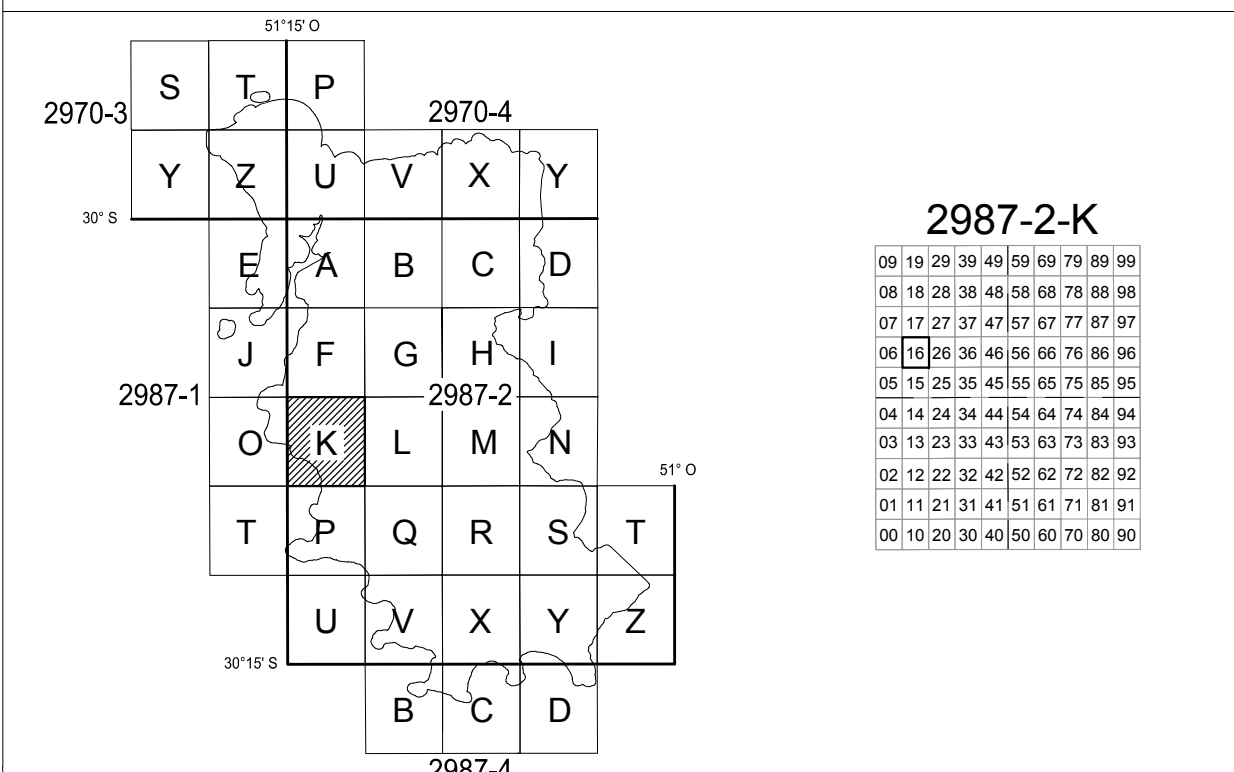 51°15' O
S T P
2970-3
2970-4
Y Z U V X Y
30° S
E A B C D
J F G H I
2987-1
2987-2
O K L M N
51° O
T P Q R S T
U V X Y Z
30°15' S
B C D
2987-4
2987-2-K
09 19 29 39 49 59 69 79 89 99
08 18 28 38 48 58 68 78 88 98
07 17 27 37 47 57 67 77 87 97
06 16 26 36 46 56 66 76 86 96
05 15 25 35 45 55 65 75 85 95
04 14 24 34 44 54 64 74 84 94
03 13 23 33 43 53 63 73 83 93
02 12 22 32 42 52 62 72 82 92
01 11 21 31 41 51 61 71 81 91
00 10 20 30 40 50 60 70 80 90